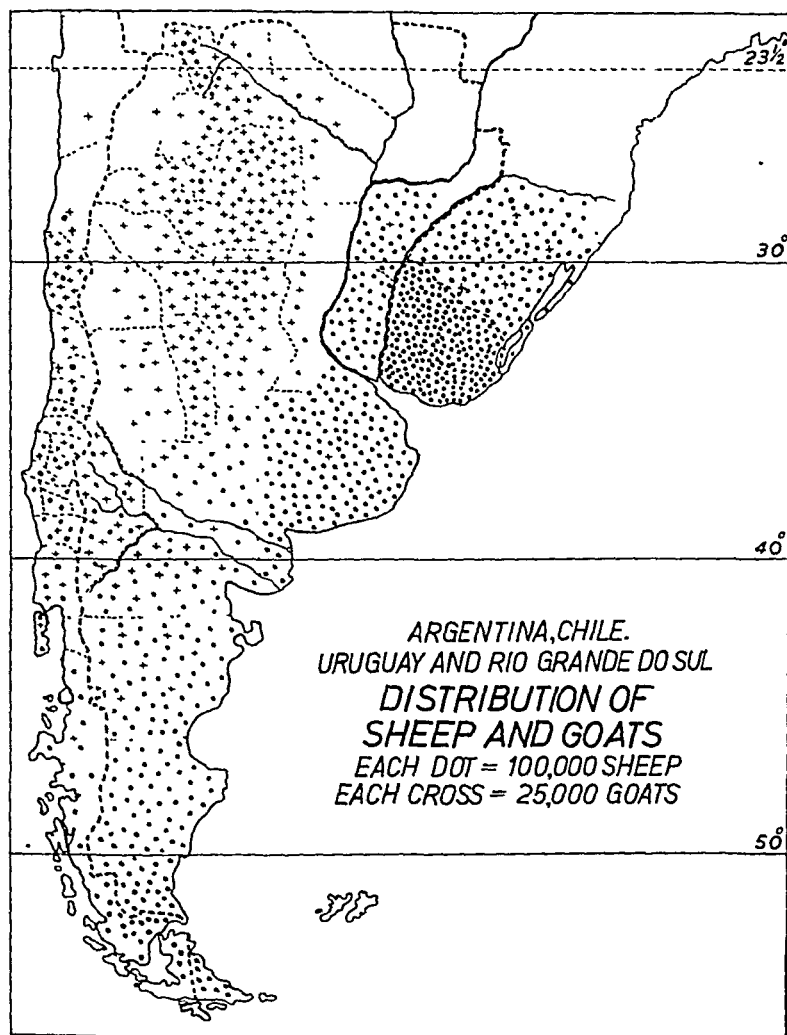 23½°
30°
40°
ARGENTINA, CHILE.
URUGUAY AND RIO GRANDE DO SUL
DISTRIBUTION OF
SHEEP AND GOATS
EACH DOT = 100,000 SHEEP
EACH CROSS = 25,000 GOATS
50°